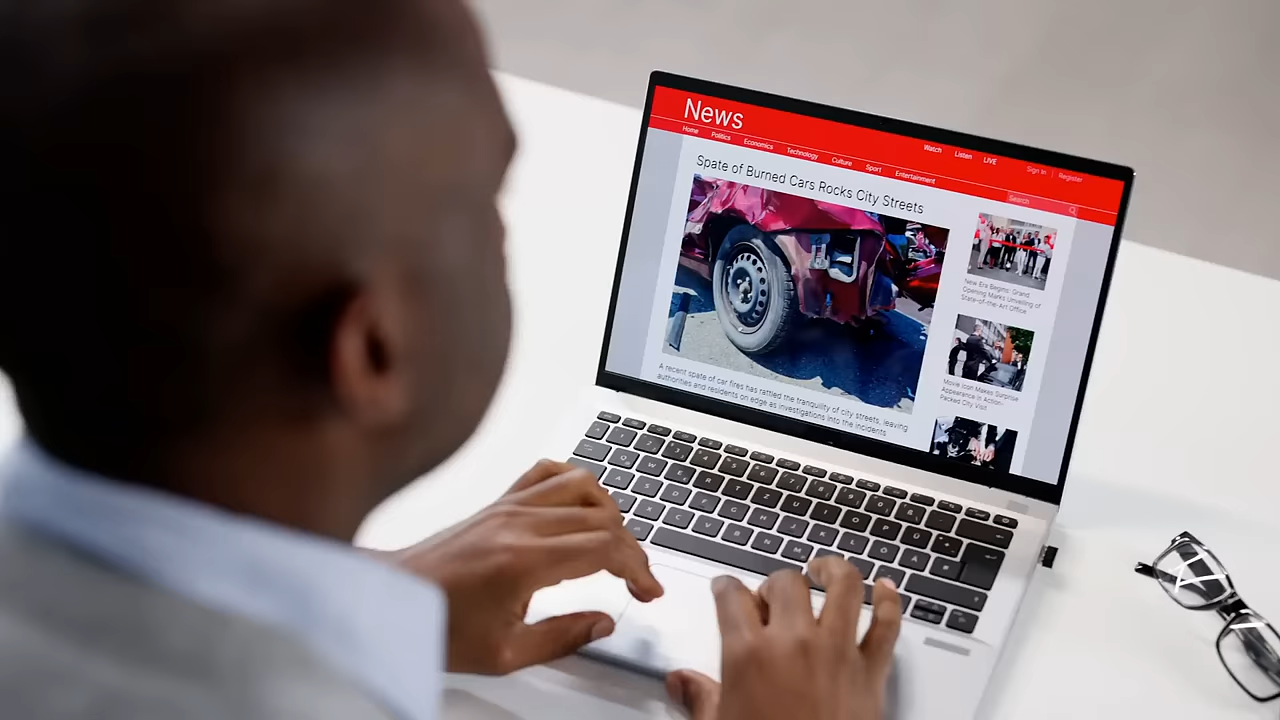 News
Home Politics Economics Technology Culture Sport Entertainment
Watch Listen LIVE
Sign In | Register
Search
Spate of Burned Cars Rocks City Streets
A recent spate of car fires has rattled the tranquility of city streets, leaving
authorities and residents on edge as investigations into the incidents
New Era Begins: Grand
Opening Marks Unveiling of
State-of-the-Art Office
Movie Icon Makes Surprise
Appearance in Action-
Packed City Visit